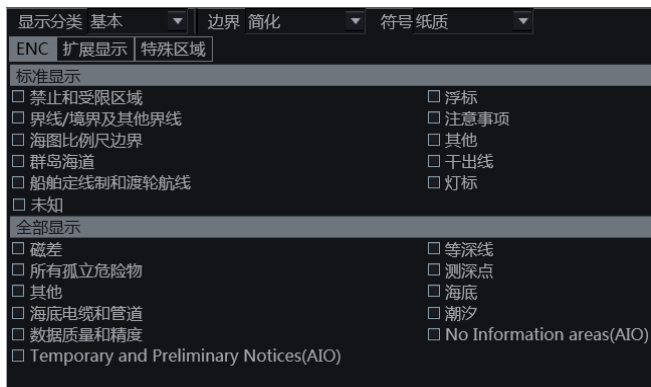 显示分类 基本 边界 简化 符号 纸质
ENC 扩展显示 特殊区域
标准显示
禁止和受限区域 浮标
界线/境界及其他界线 注意事项
海图比例尺边界 其他
群岛海道 干出线
船舶定线制和渡轮航线 灯标
未知
全部显示
磁差 等深线
所有孤立危险物 测深点
其他 海底
海底电缆和管道 潮汐
数据质量和精度 No Information areas(AIO)
Temporary and Preliminary Notices(AIO)